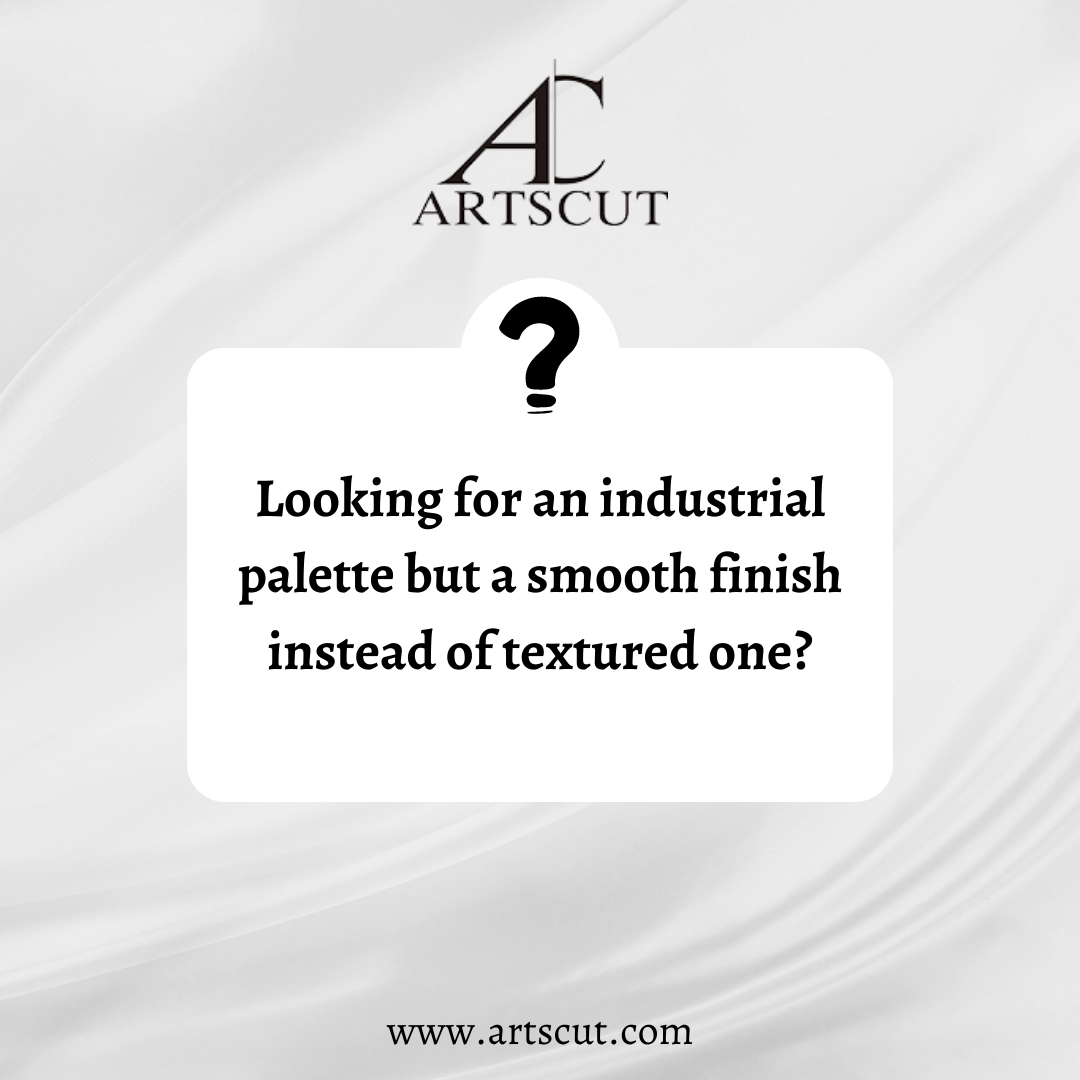 AC
ARTSCUT
?
Looking for an industrial
palette but a smooth finish
instead of textured one?
www.artscut.com